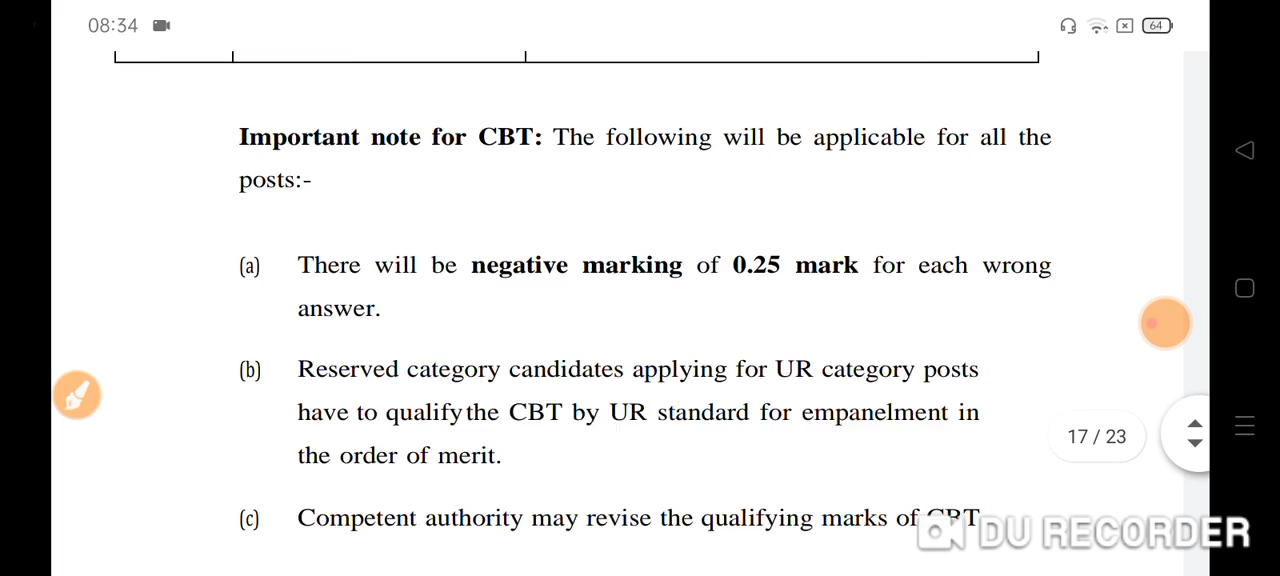 08:34
64
Important note for CBT: The following will be applicable for all the
posts:-
(a) There will be negative marking of 0.25 mark for each wrong
answer.
(b) Reserved category candidates applying for UR category posts
have to qualify the CBT by UR standard for empanelment in
17 / 23
the order of merit.
(c) Competent authority may revise the qualifying marks of CBT
DU RECORDER